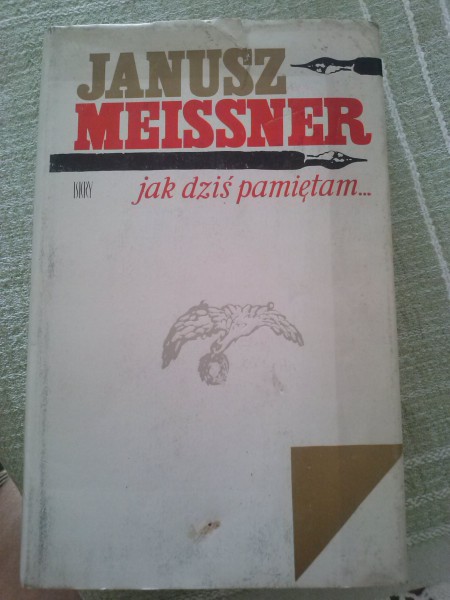 JANUSZ
MEISSNER
ISKRY
jak dziś pamiętam...